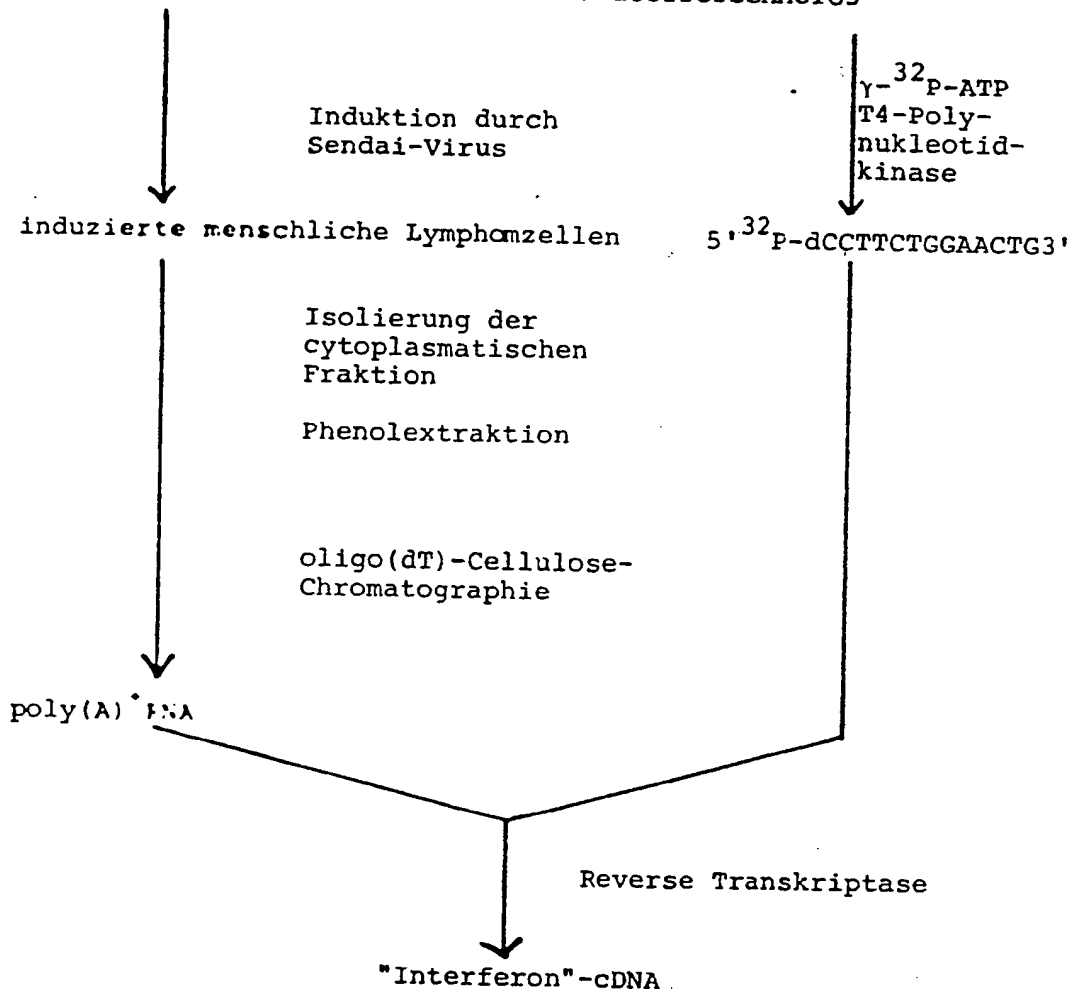 Induktion durch
Sendai-Virus
γ-³²P-ATP
T4-Poly-
nukleotid-
kinase
induzierte menschliche Lymphomzellen
5'³²P-dCCTTCTGGAACTG3'
Isolierung der
cytoplasmatischen
Fraktion
Phenolextraktion
oligo(dT)-Cellulose-
Chromatographie
poly(A)⁺RNA
Reverse Transkriptase
"Interferon"-cDNA